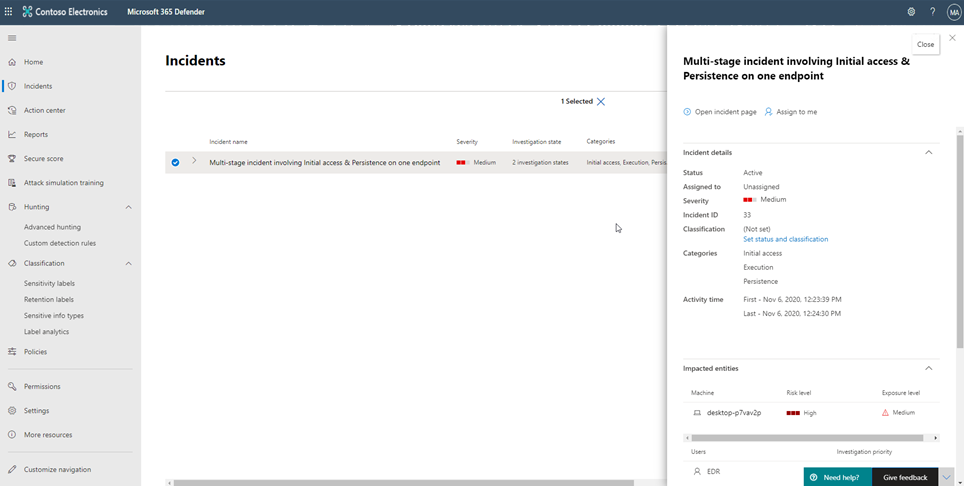 Contoso Electronics Microsoft 365 Defender ? MA
Close
Home
Incidents
Action center
Reports
Secure score
Attack simulation training
Hunting
Advanced hunting
Custom detection rules
Classification
Sensitivity labels
Retention labels
Sensitive info types
Label analytics
Policies
Permissions
Settings
More resources
Customize navigation
Incidents
1 Selected
Incident name Severity Investigation state Categories
Multi-stage incident involving Initial access & Persistence on one endpoint Medium 2 investigation states Initial access, Execution, Persis
Multi-stage incident involving Initial access &
Persistence on one endpoint
Open incident page Assign to me
Incident details
Status Active
Assigned to Unassigned
Severity Medium
Incident ID 33
Classification (Not set)
Set status and classification
Categories Initial access
Execution
Persistence
Activity time First - Nov 6, 2020, 12:23:39 PM
Last - Nov 6, 2020, 12:24:30 PM
Impacted entities
Machine Risk level Exposure level
desktop-p7vav2p High Medium
Users Investigation priority
EDR
Need help? Give feedback